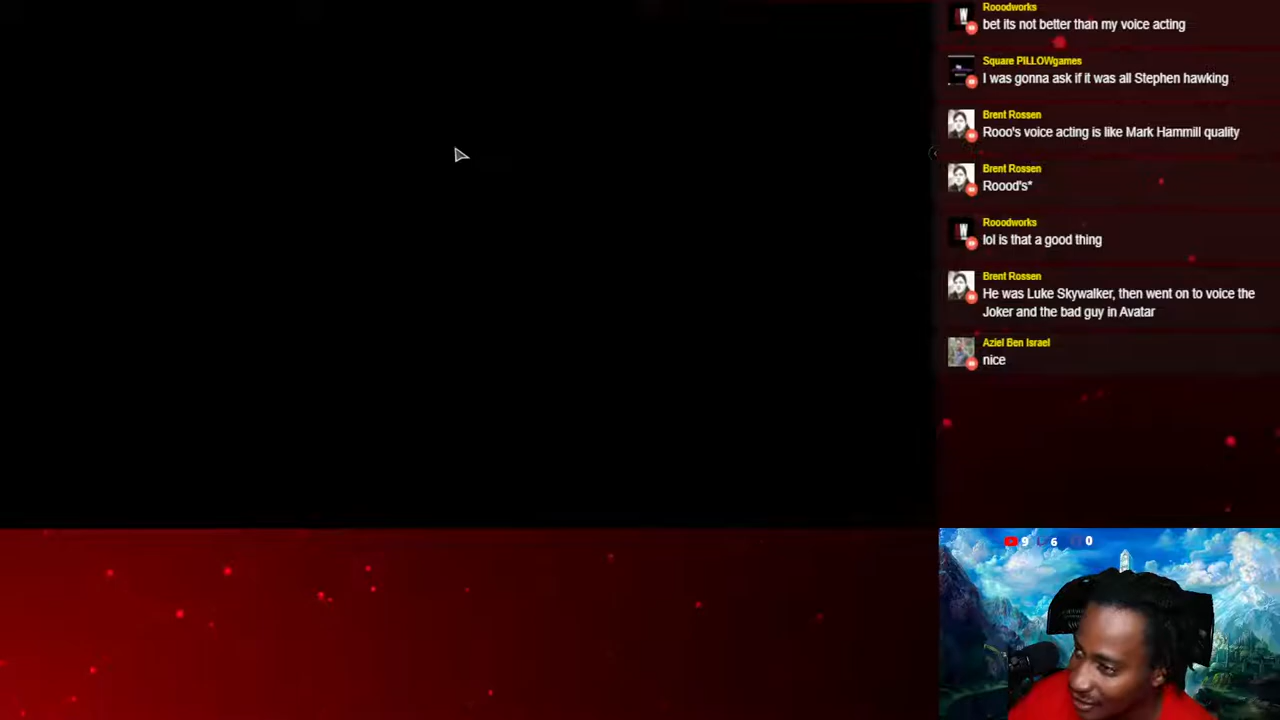 Rooodworks
bet its not better than my voice acting
Square PILLOWgames
I was gonna ask if it was all Stephen hawking
Brent Rossen
Rooo's voice acting is like Mark Hammill quality
Brent Rossen
Roood's*
Rooodworks
lol is that a good thing
Brent Rossen
He was Luke Skywalker, then went on to voice the
Joker and the bad guy in Avatar
Aziel Ben Israel
nice
9 6 0